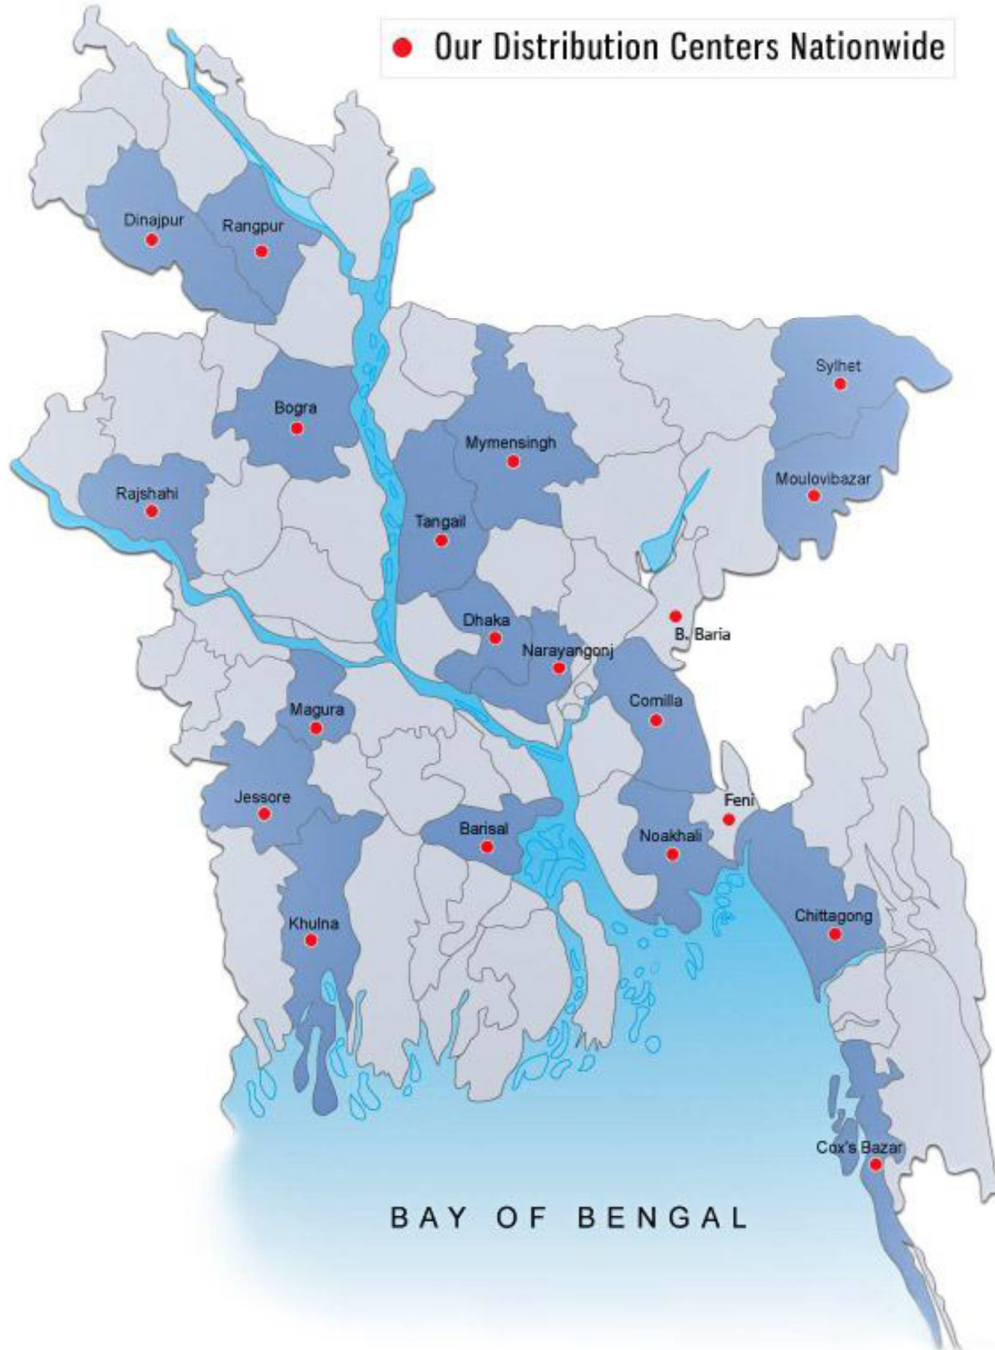 Our Distribution Centers Nationwide
Dinajpur
Rangpur
Sylhet
Bogra
Mymensingh
Moulovibazar
Rajshahi
Tangail
Dhaka
B. Baria
Narayangonj
Comilla
Magura
Jessore
Feni
Barisal
Noakhali
Chittagong
Khulna
Cox's Bazar
BAY OF BENGAL